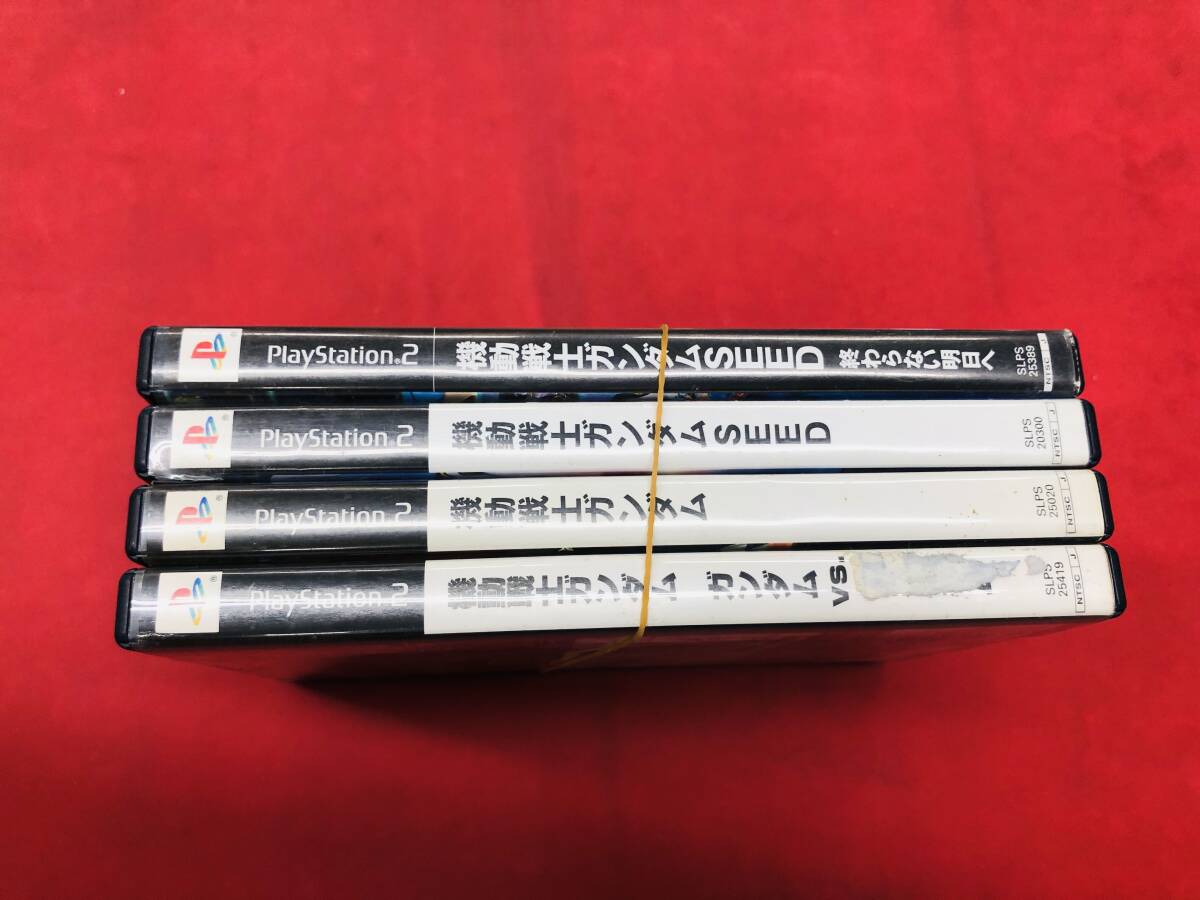 PlayStation®2 機動戦士ガンダムSEED 終わらない明日へ SLPS 25389 NTSC J
PlayStation 2 機動戦士ガンダムSEED SLPS 20300 NTSC J
PlayStation 2 機動戦士ガンダム SLPS 25020 NTSC J
PlayStation 2 機動戦士ガンダム ガンダムVS. SLPS 25419 NTSC J